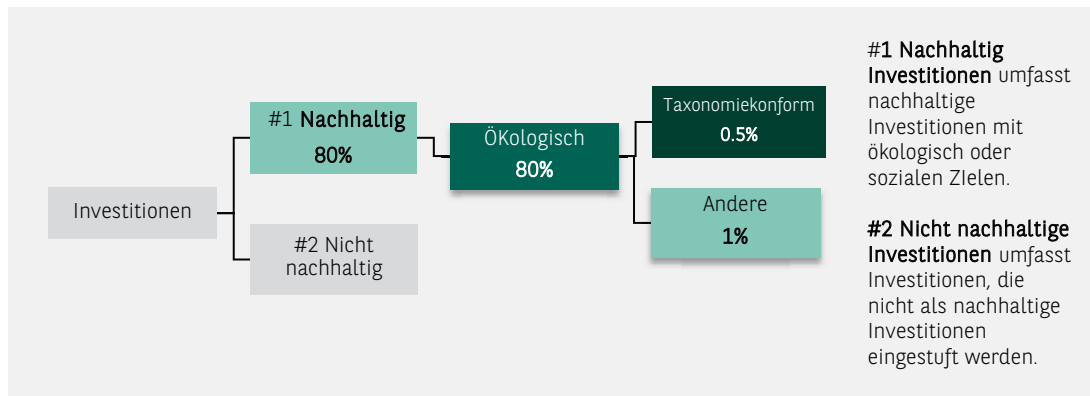 #1 Nachhaltig
80%
ÖKologisch
80%
Taxonomiekonform
0.5%
Andere
1%
Investitionen
#2 Nicht
nachhaltig
#1 Nachhaltig
Investitionen umfasst
nachhaltige
Investitionen mit
ökologisch oder
sozialen ZIelen.
#2 Nicht nachhaltige
Investitionen umfasst
Investitionen, die
nicht als nachhaltige
Investitionen
eingestuft werden.